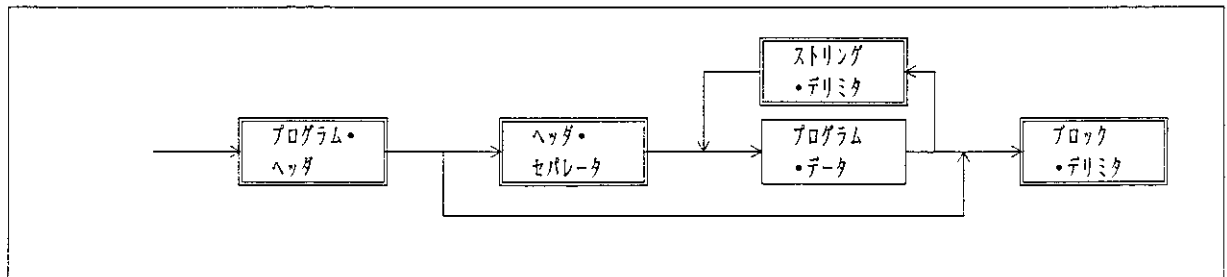 ストリング
・デリミタ
プログラム・
ヘッダ
ヘッダ・
セパレータ
プログラム
・データ
ブロック
・デリミタ